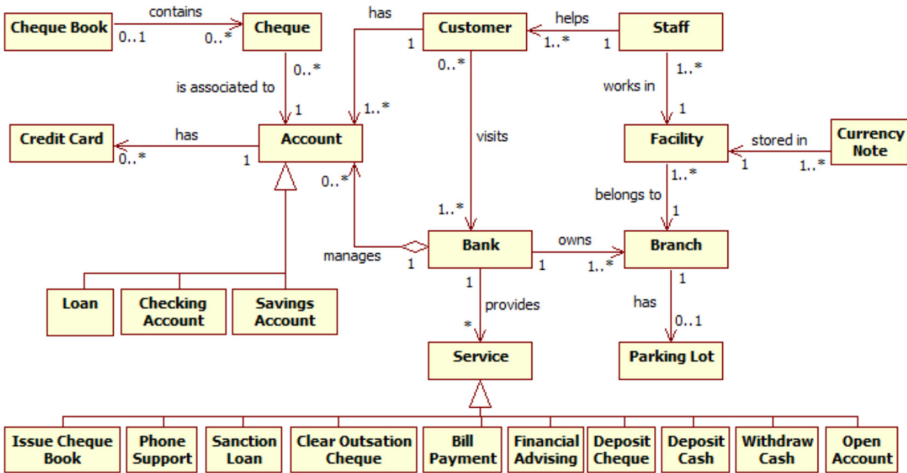 contains
has
helps
Cheque Book
Cheque
Customer
Staff
0..1
0..*
1
1..*
1
0..*
0..*
1..*
is associated to
works in
visits
1
1..*
1
Credit Card
has
Account
Facility
stored in
Currency
Note
0..*
1
0..*
1..*
1
1..*
belongs to
1..*
1
manages
Bank
owns
Branch
1
1
1..*
Loan
Checking
Account
Savings
Account
1
provides
1
has
*
0..1
Service
Parking Lot
Issue Cheque
Book
Phone
Support
Sanction
Loan
Clear Outsation
Cheque
Bill
Payment
Financial
Advising
Deposit
Cheque
Deposit
Cash
Withdraw
Cash
Open
Account